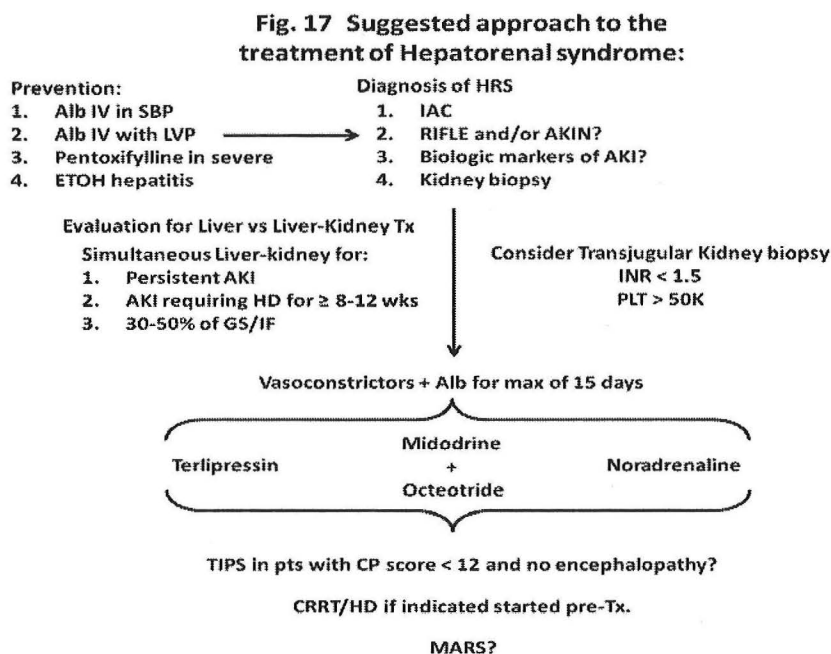 Fig. 17 Suggested approach to the
treatment of Hepatorenal syndrome:
Prevention:
1. Alb IV in SBP
2. Alb IV with LVP
3. Pentoxifylline in severe
4. ETOH hepatitis
Diagnosis of HRS
1. IAC
2. RIFLE and/or AKIN?
3. Biologic markers of AKI?
4. Kidney biopsy
Evaluation for Liver vs Liver-Kidney Tx
Simultaneous Liver-kidney for:
1. Persistent AKI
2. AKI requiring HD for ≥ 8-12 wks
3. 30-50% of GS/IF
Consider Transjugular Kidney biopsy
INR < 1.5
PLT > 50K
Vasoconstrictors + Alb for max of 15 days
Terlipressin
Midodrine
+
Octeotride
Noradrenaline
TIPS in pts with CP score < 12 and no encephalopathy?
CRRT/HD if indicated started pre-Tx.
MARS?